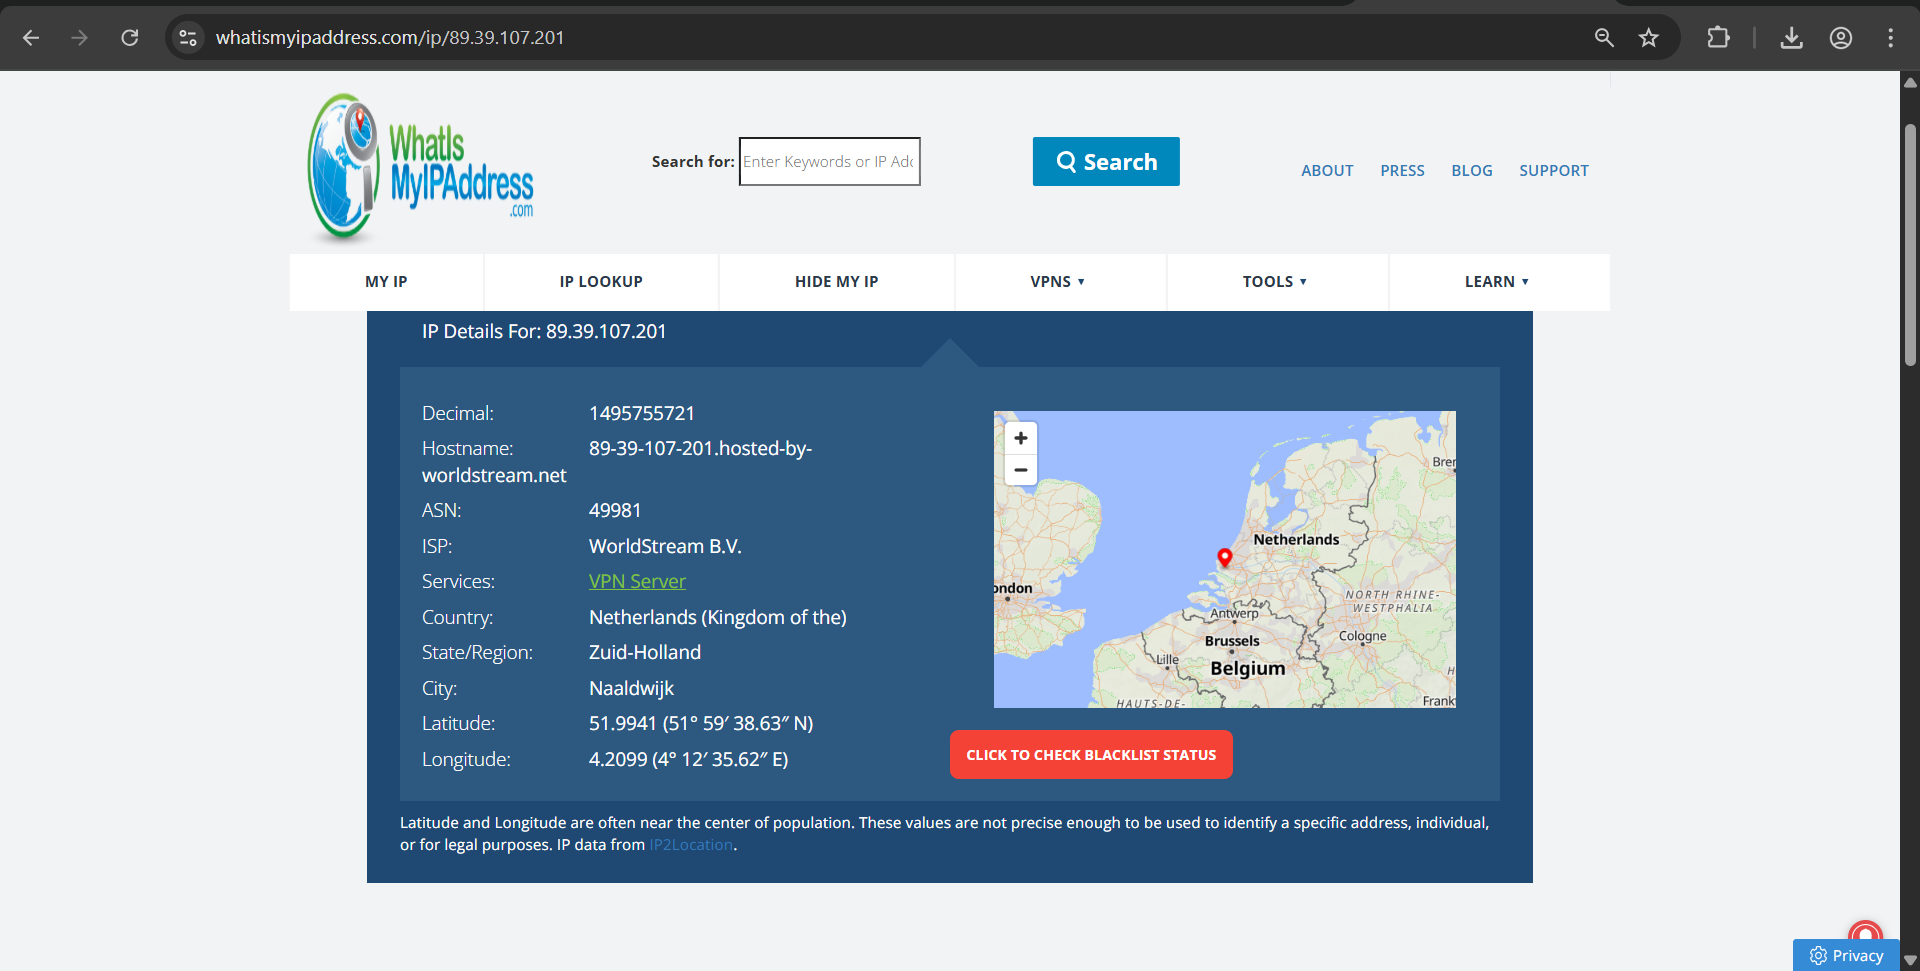 whatismyipaddress.com/ip/89.39.107.201
WhatIs
MyIPAddress
.com
Search for: Enter Keywords or IP Add
Search
ABOUT PRESS BLOG SUPPORT
MY IP IP LOOKUP HIDE MY IP VPNS ▾ TOOLS ▾ LEARN ▾
IP Details For: 89.39.107.201
Decimal: 1495755721
Hostname: 89-39-107-201.hosted-by-
worldstream.net
ASN: 49981
ISP: WorldStream B.V.
Services: VPN Server
Country: Netherlands (Kingdom of the)
State/Region: Zuid-Holland
City: Naaldwijk
Latitude: 51.9941 (51° 59′ 38.63″ N)
Longitude: 4.2099 (4° 12′ 35.62″ E)
+
−
Bren
Netherlands
ondon
NORTH RHINE-
WESTPHALIA
Antwerp
Cologne
Brussels
Lille
Belgium
H
HAUTS-DE-
Frank
CLICK TO CHECK BLACKLIST STATUS
Latitude and Longitude are often near the center of population. These values are not precise enough to be used to identify a specific address, individual,
or for legal purposes. IP data from IP2Location.
Privacy